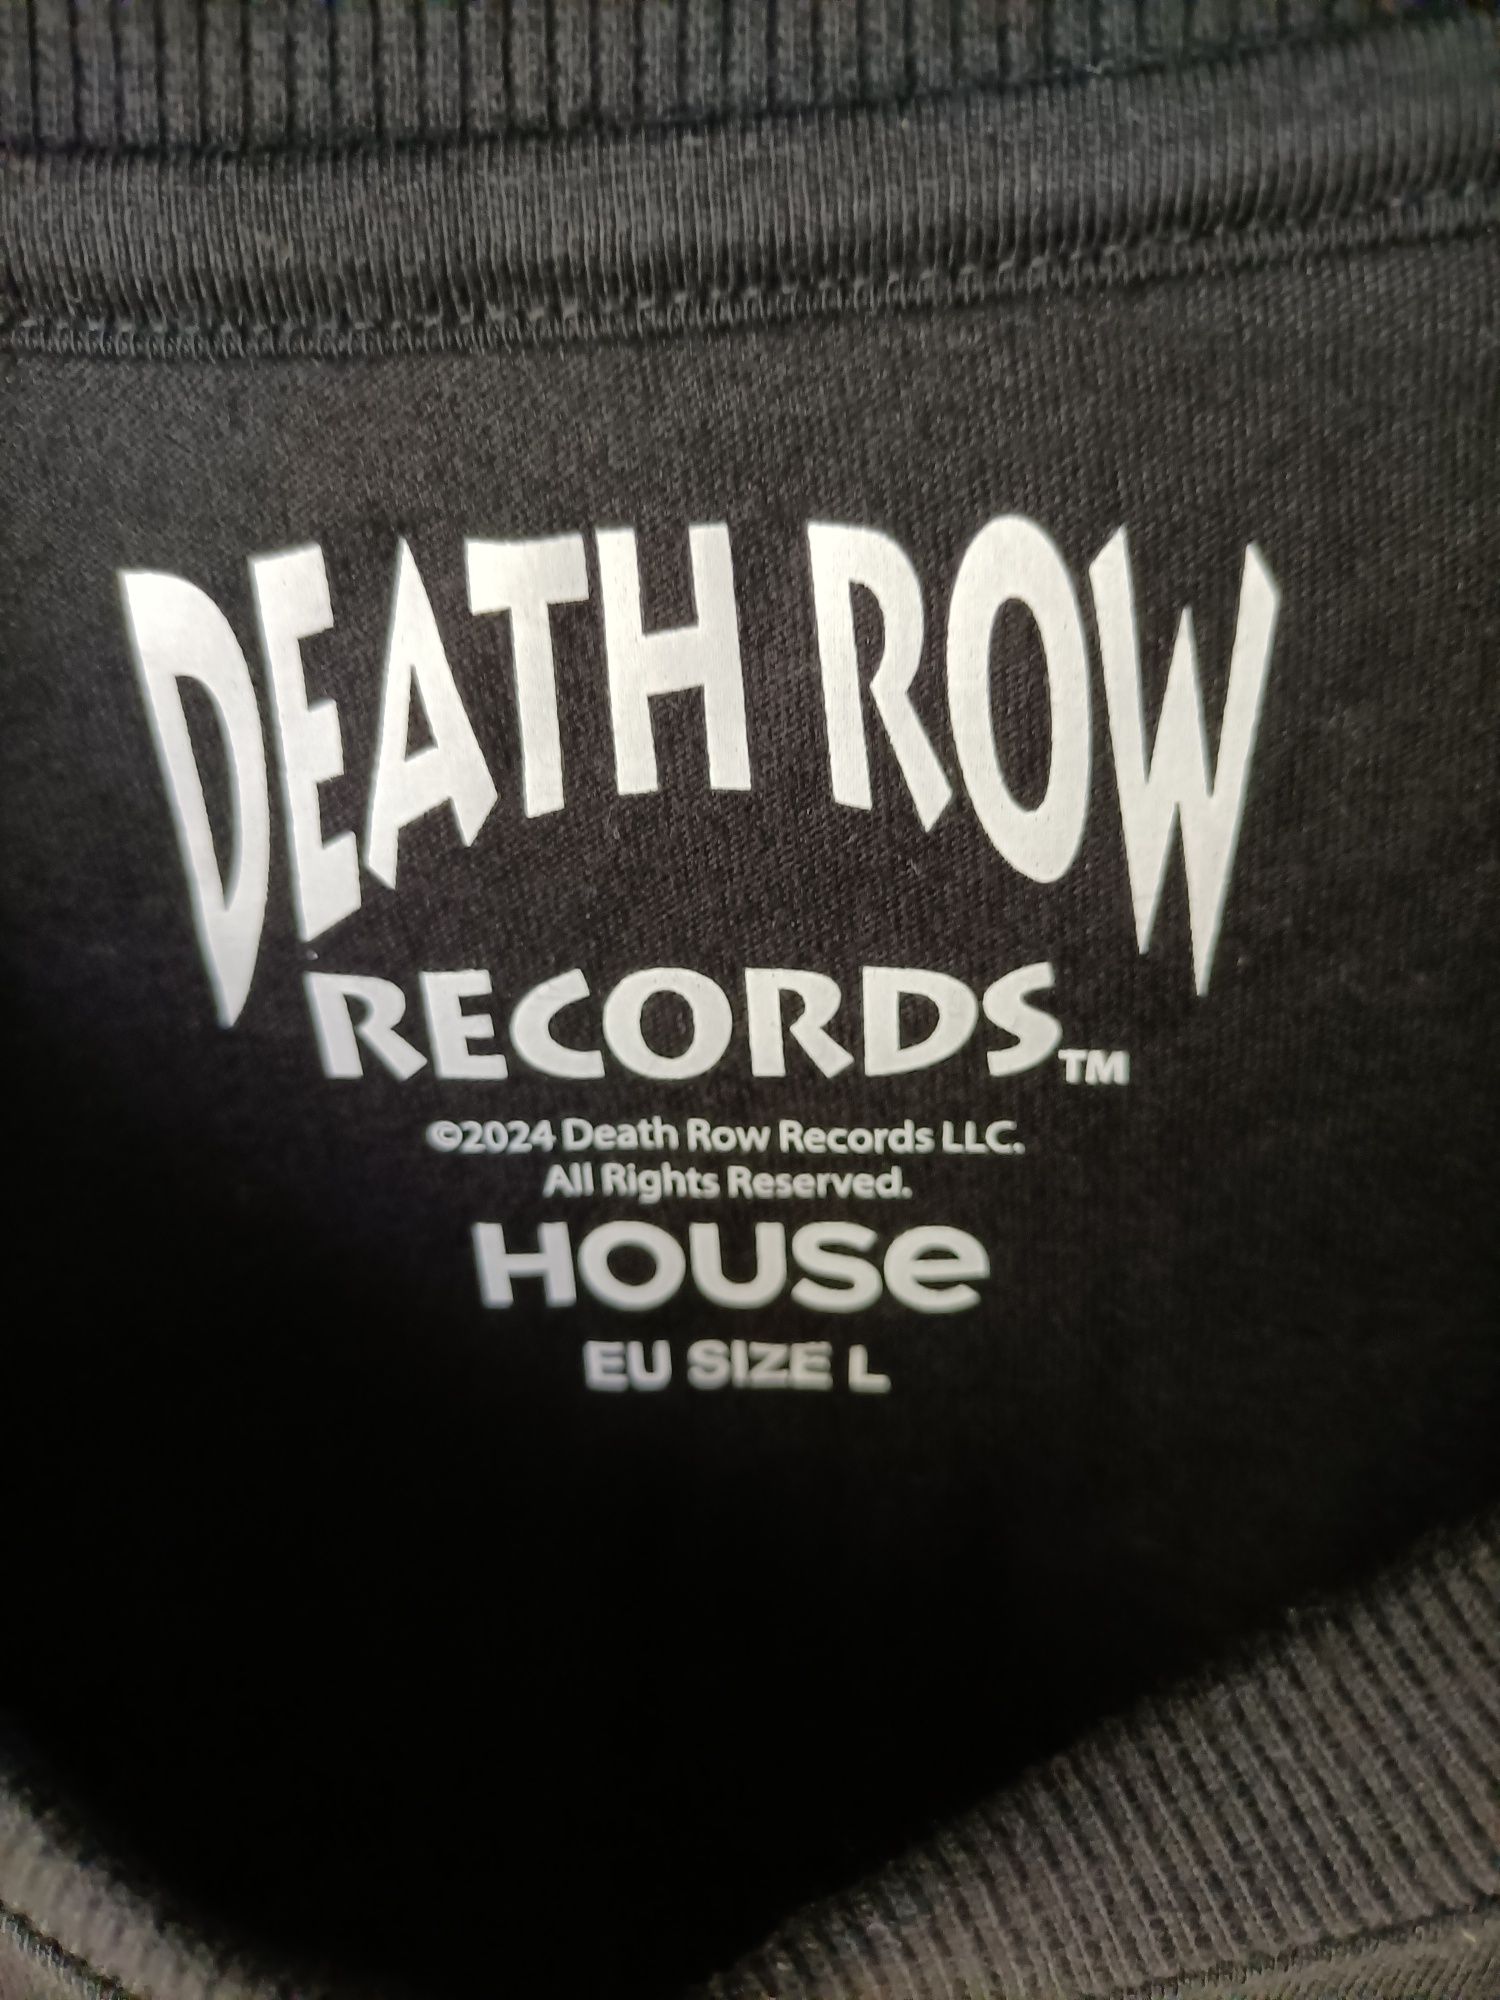 DEATH ROW
RECORDS™
©2024 Death Row Records LLC.
All Rights Reserved.
HOUSe
EU SIZE L